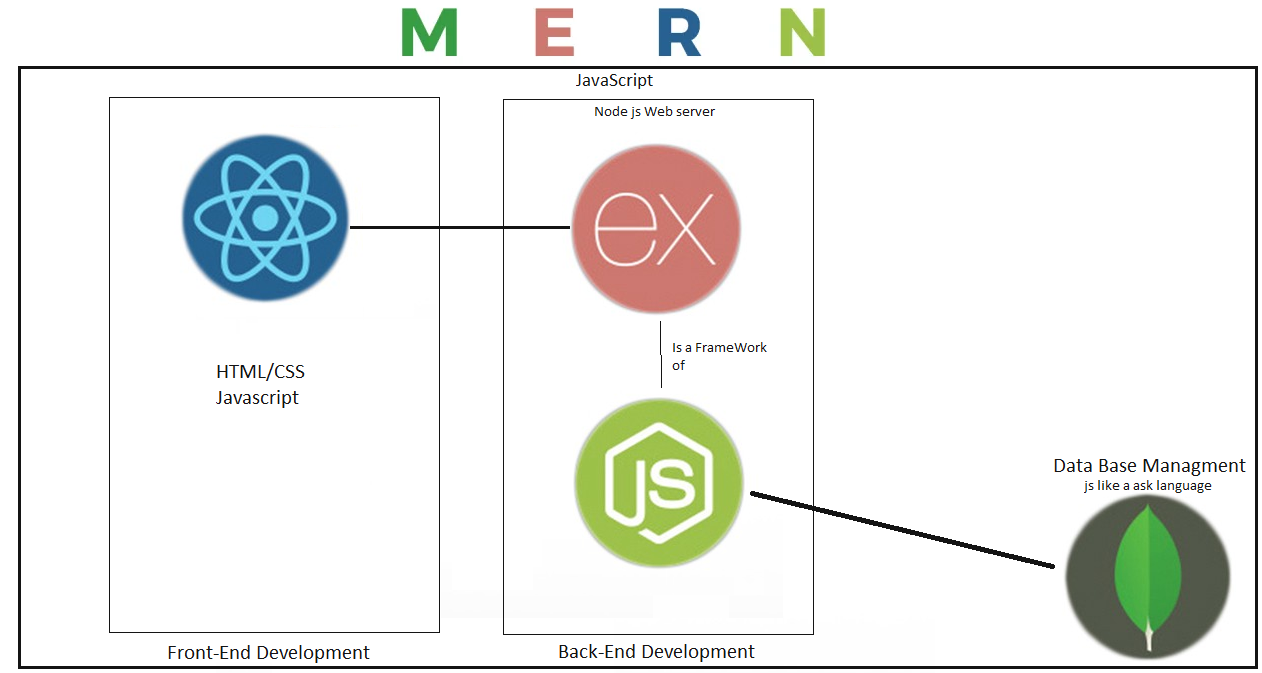 M E R N
JavaScript
Node js Web server
ex
Is a FrameWork
of
HTML/CSS
Javascript
JS
Data Base Managment
js like a ask language
Front-End Development
Back-End Development